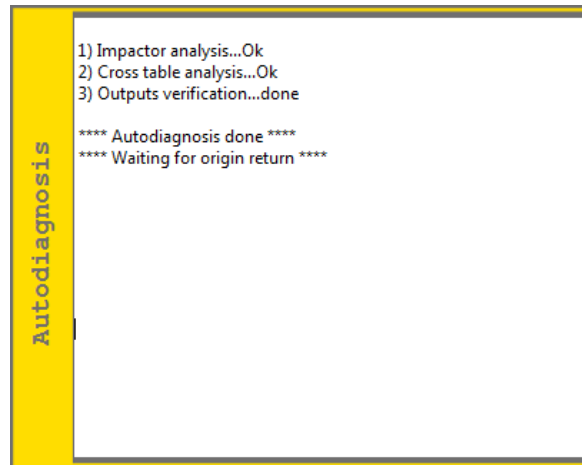 Autodiagnosis
1) Impactor analysis...Ok
2) Cross table analysis...Ok
3) Outputs verification...done
**** Autodiagnosis done ****
**** Waiting for origin return ****